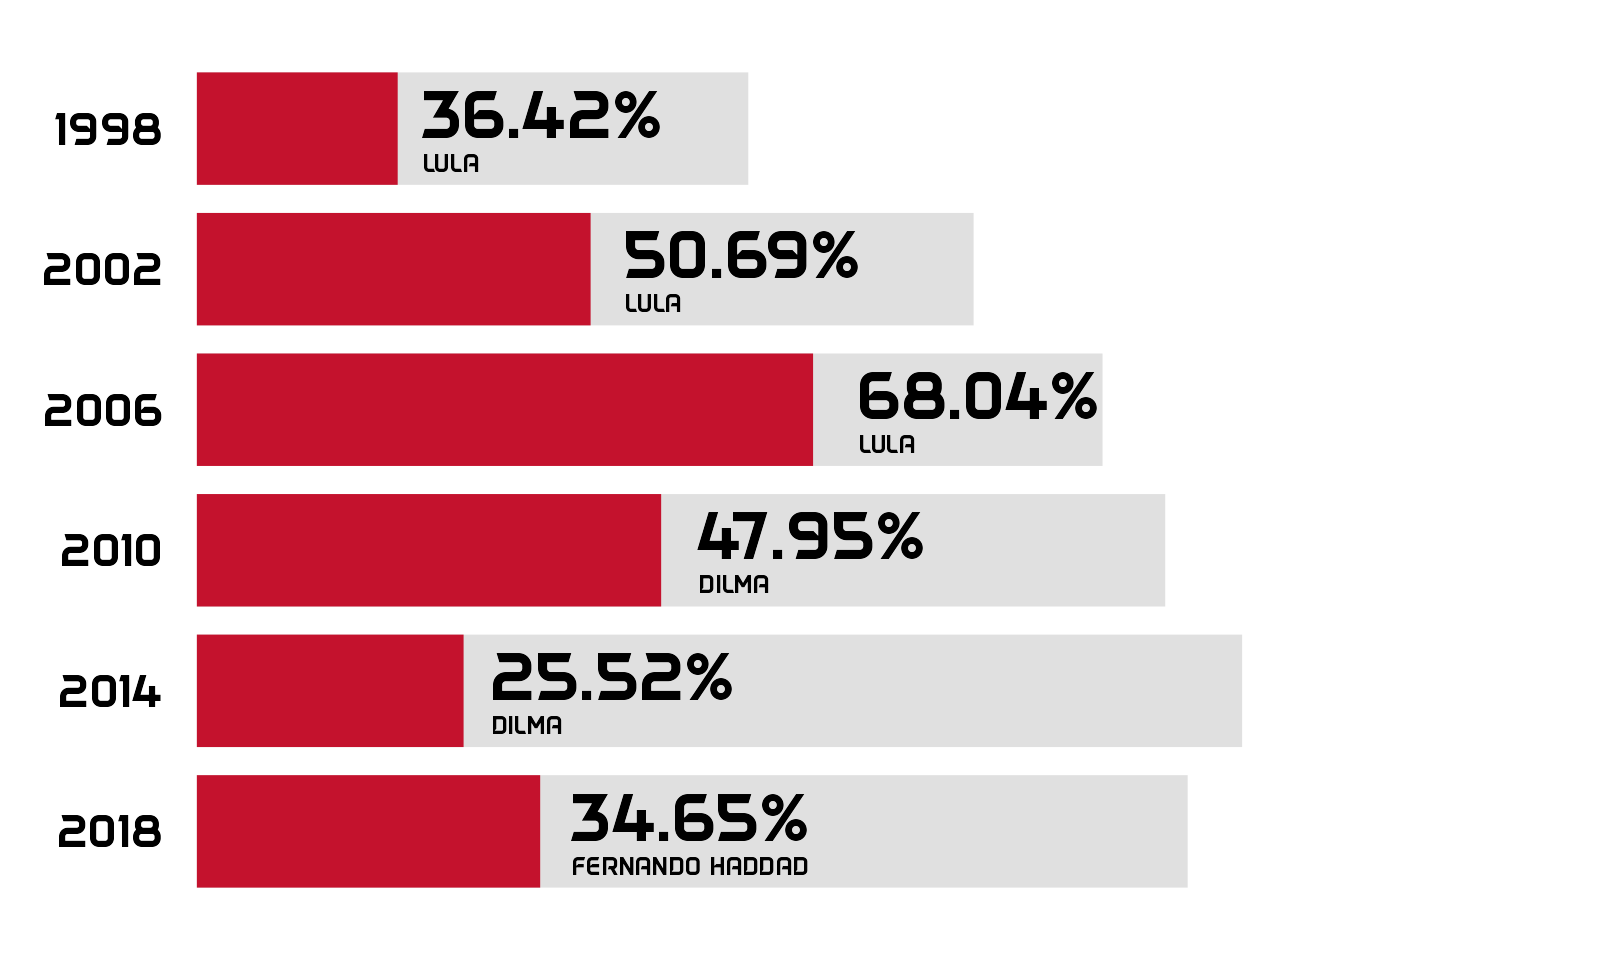 1998
36.42%
LULA
2002
50.69%
LULA
2006
68.04%
LULA
2010
47.95%
DILMA
2014
25.52%
DILMA
2018
34.65%
FERNANDO HADDAD